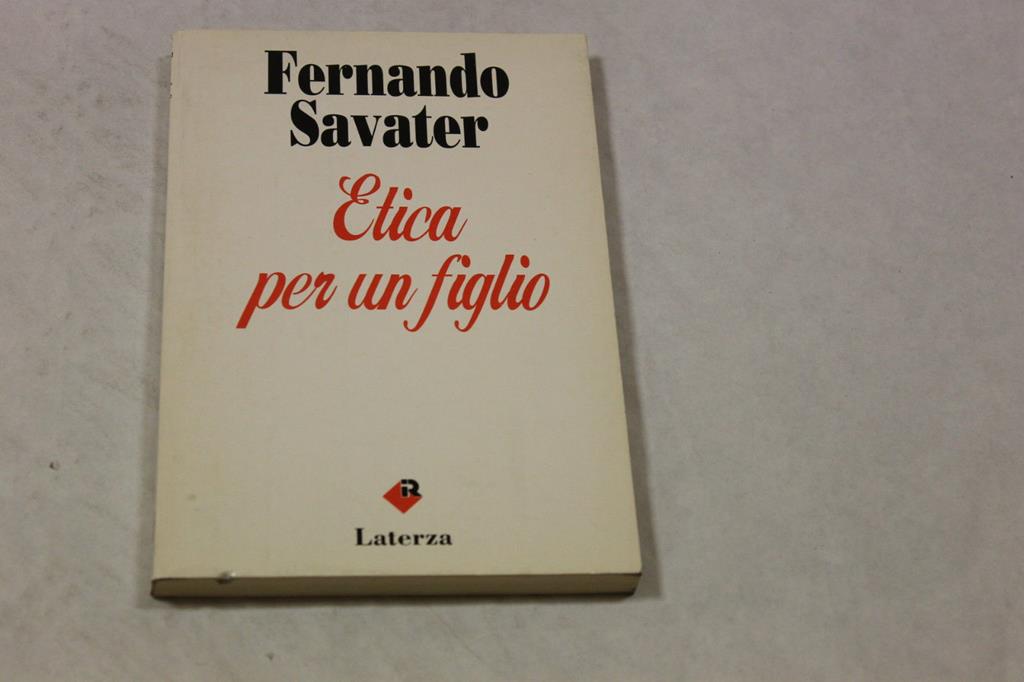 Fernando
Savater
Etica
per un figlio
iR
Laterza